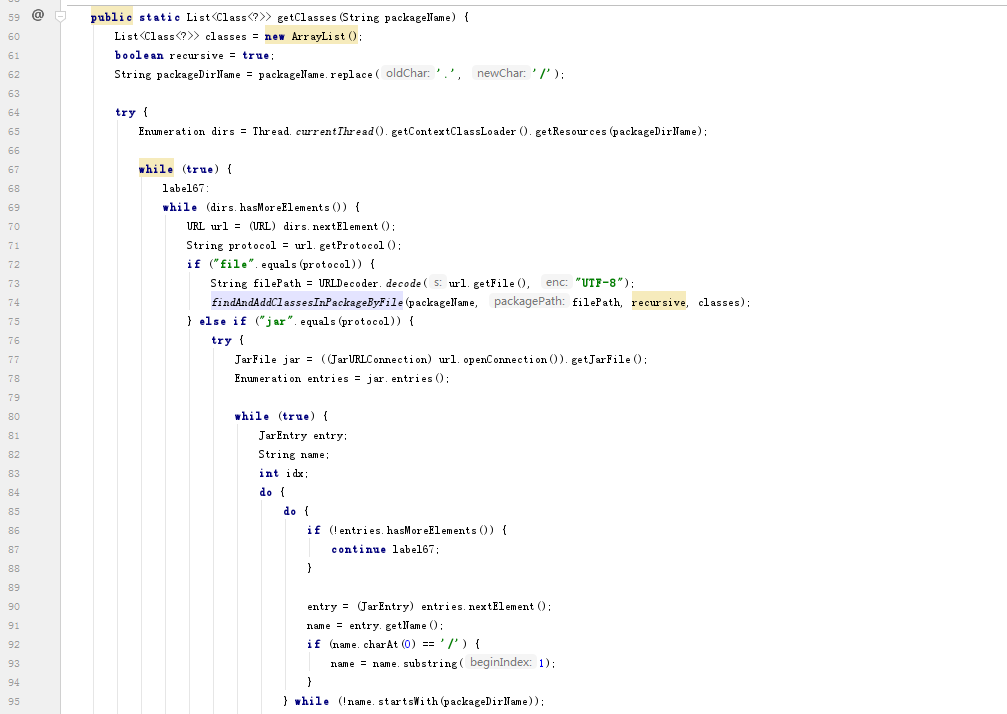 59 @ public static List<Class<?>> getClasses(String packageName) {
60 List<Class<?>> classes = new ArrayList();
61 boolean recursive = true;
62 String packageDirName = packageName.replace( oldChar: '.', newChar: '/');
63
64 try {
65 Enumeration dirs = Thread.currentThread().getContextClassLoader().getResources(packageDirName);
66
67 while (true) {
68 label67:
69 while (dirs.hasMoreElements()) {
70 URL url = (URL) dirs.nextElement();
71 String protocol = url.getProtocol();
72 if ("file".equals(protocol)) {
73 String filePath = URLDecoder.decode( s: url.getFile(), enc: "UTF-8");
74 findAndAddClassesInPackageByFile(packageName, packagePath: filePath, recursive, classes);
75 } else if ("jar".equals(protocol)) {
76 try {
77 JarFile jar = ((JarURLConnection) url.openConnection()).getJarFile();
78 Enumeration entries = jar.entries();
79
80 while (true) {
81 JarEntry entry;
82 String name;
83 int idx;
84 do {
85 do {
86 if (!entries.hasMoreElements()) {
87 continue label67;
88 }
89
90 entry = (JarEntry) entries.nextElement();
91 name = entry.getName();
92 if (name.charAt(0) == '/') {
93 name = name.substring( beginIndex: 1);
94 }
95 } while (!name.startsWith(packageDirName));